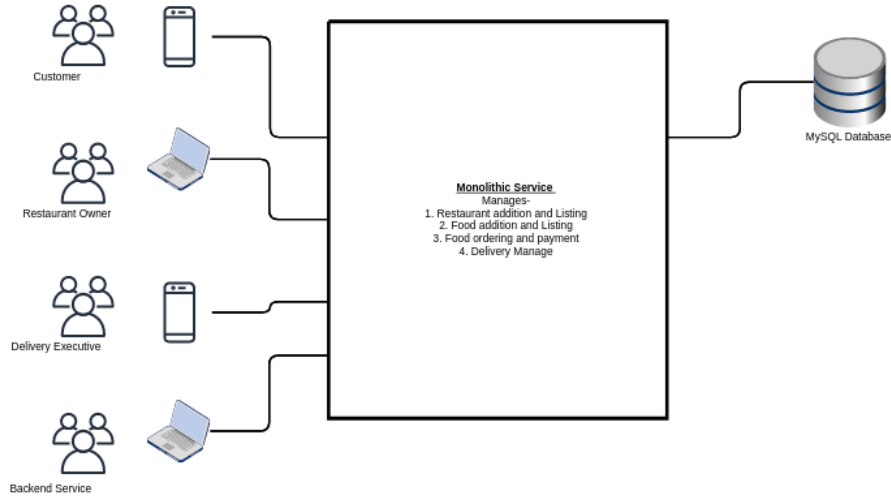 Customer
Restaurant Owner
Delivery Executive
Backend Service
Monolithic Service
Manages-
1. Restaurant addition and Listing
2. Food addition and Listing
3. Food ordering and payment
4. Delivery Manage
MySQL Database